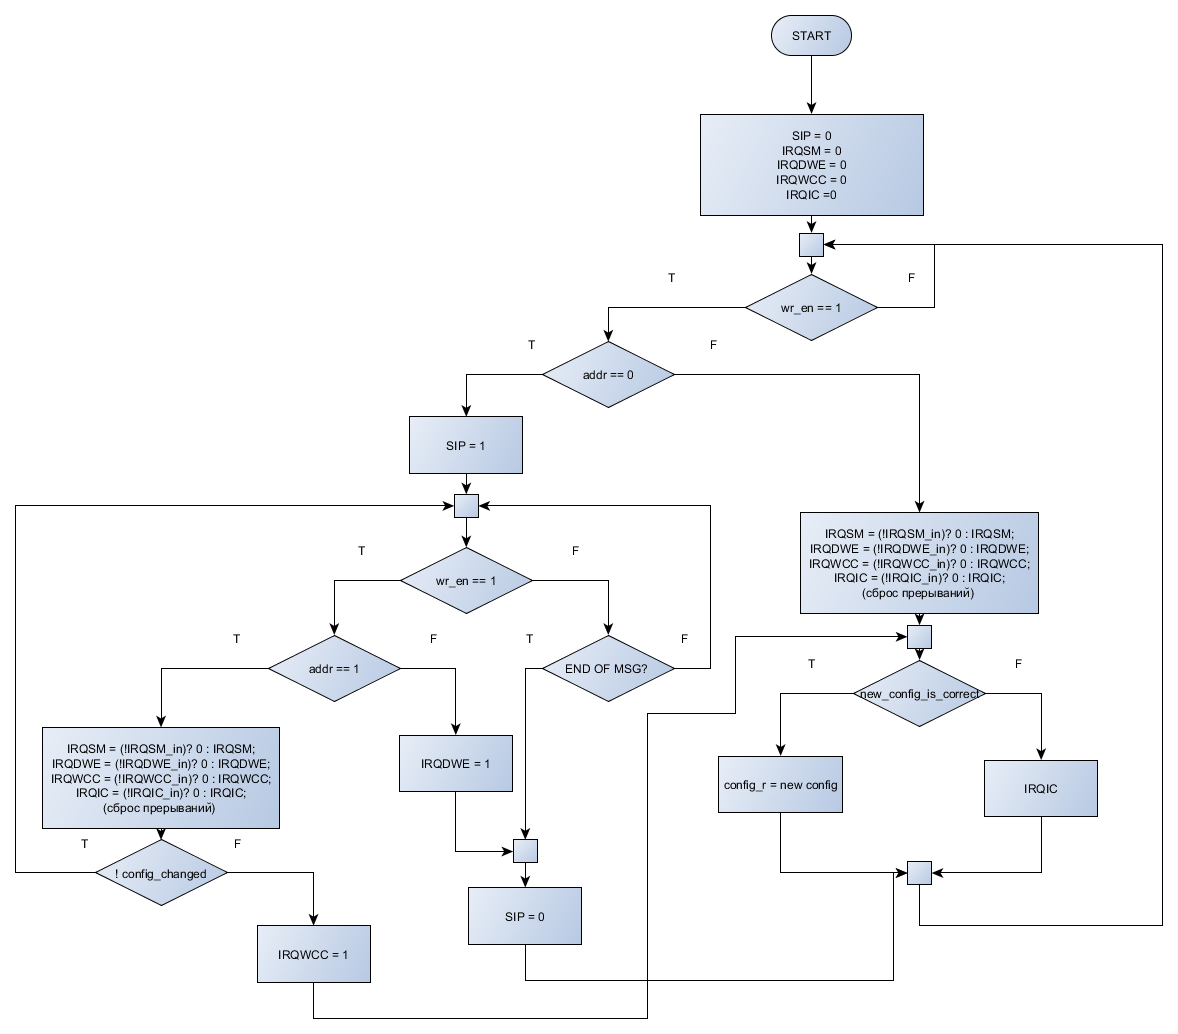 START
SIP = 0
IRQSM = 0
IRQDWE = 0
IRQWCC = 0
IRQIC =0
T
F
wr_en == 1
T
F
addr == 0
SIP = 1
T
F
wr_en == 1
IRQSM = (!IRQSM_in)? 0 : IRQSM;
IRQDWE = (!IRQDWE_in)? 0 : IRQDWE;
IRQWCC = (!IRQWCC_in)? 0 : IRQWCC;
IRQIC = (!IRQIC_in)? 0 : IRQIC;
(сброс прерываний)
T
F
addr == 1
T
F
END OF MSG?
T
F
new_config_is_correct
IRQSM = (!IRQSM_in)? 0 : IRQSM;
IRQDWE = (!IRQDWE_in)? 0 : IRQDWE;
IRQWCC = (!IRQWCC_in)? 0 : IRQWCC;
IRQIC = (!IRQIC_in)? 0 : IRQIC;
(сброс прерываний)
IRQDWE = 1
config_r = new config
IRQIC
T
F
! config_changed
SIP = 0
IRQWCC = 1